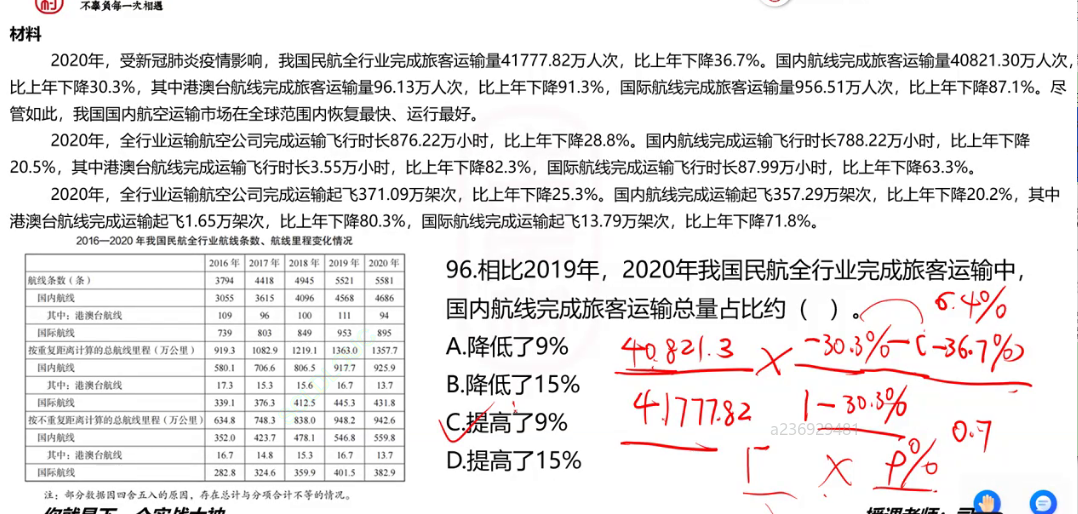 不辜负每一次相遇
材料
2020年，受新冠肺炎疫情影响，我国民航全行业完成旅客运输量41777.82万人次，比上年下降36.7%。国内航线完成旅客运输量40821.30万人次，
比上年下降30.3%，其中港澳台航线完成旅客运输量96.13万人次，比上年下降91.3%，国际航线完成旅客运输量956.51万人次，比上年下降87.1%。尽
管如此，我国国内航空运输市场在全球范围内恢复最快、运行最好。
2020年，全行业运输航空公司完成运输飞行时长876.22万小时，比上年下降28.8%。国内航线完成运输飞行时长788.22万小时，比上年下降
20.5%，其中港澳台航线完成运输飞行时长3.55万小时，比上年下降82.3%，国际航线完成运输飞行时长87.99万小时，比上年下降63.3%。
2020年，全行业运输航空公司完成运输起飞371.09万架次，比上年下降25.3%。国内航线完成运输起飞357.29万架次，比上年下降20.2%，其中
港澳台航线完成运输起飞1.65万架次，比上年下降80.3%，国际航线完成运输起飞13.79万架次，比上年下降71.8%。
2016—2020 年我国民航全行业航线条数、航线里程变化情况
2016 年 2017 年 2018 年 2019 年 2020 年
航线条数（条） 3794 4418 4945 5521 5581
国内航线 3055 3615 4096 4568 4686
其中：港澳台航线 109 96 100 111 94
国际航线 739 803 849 953 895
按重复距离计算的总航线里程（万公里） 919.3 1082.9 1219.1 1363.0 1357.7
国内航线 580.1 706.6 806.5 917.7 925.9
其中：港澳台航线 17.3 15.3 15.6 16.7 13.7
国际航线 339.1 376.3 412.5 445.3 431.8
按不重复距离计算的总航线里程（万公里） 634.8 748.3 838.0 948.2 942.6
国内航线 352.0 423.7 478.1 546.8 559.8
其中：港澳台航线 16.7 14.8 15.3 16.7 13.7
国际航线 282.8 324.6 359.9 401.5 382.9
注：部分数据因四舍五入的原因，存在总计与分项合计不等的情况。
96.相比2019年，2020年我国民航全行业完成旅客运输中，
国内航线完成旅客运输总量占比约（ ）。
6.4%
A.降低了9%
B.降低了15%
C.提高了9%
D.提高了15%
40821.3 × -30.3%-(-36.7%)
41777.82 1-30.3%
a236929481
0.7
1 × P%